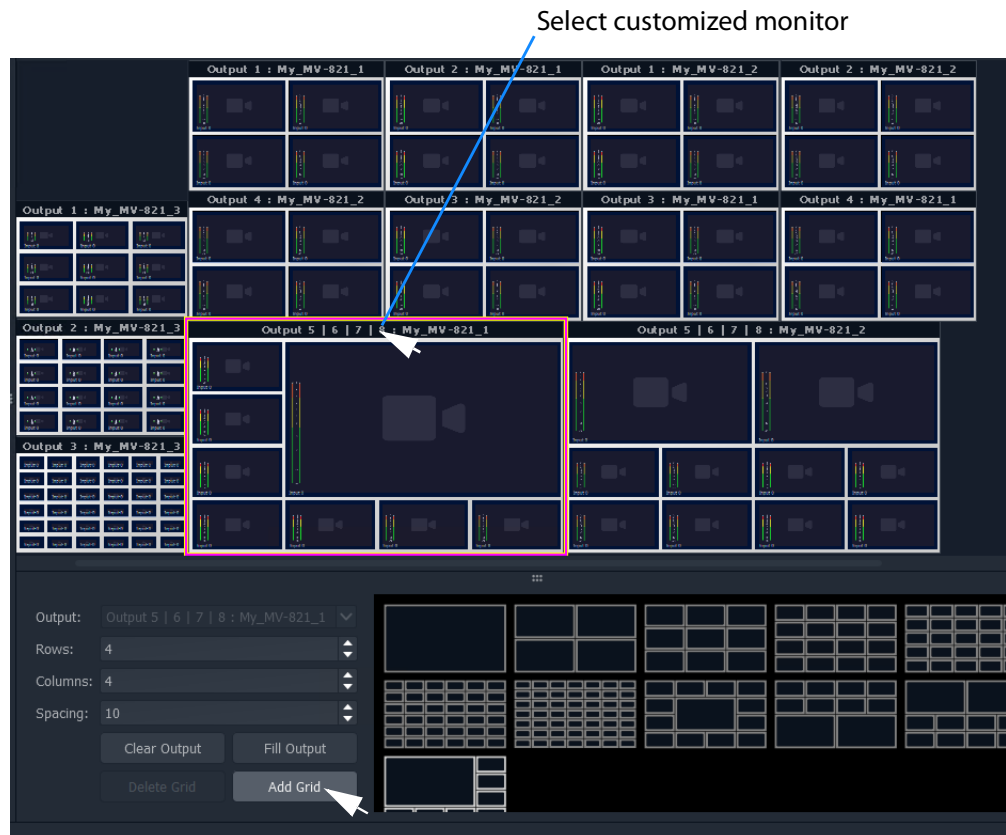 Select customized monitor
Output 1 : My_MV-821_1
Output 2 : My_MV-821_1
Output 1 : My_MV-821_2
Output 2 : My_MV-821_2
Output 4 : My_MV-821_2
Output 3 : My_MV-821_2
Output 3 : My_MV-821_1
Output 4 : My_MV-821_1
Output 1 : My_MV-821_3
Output 2 : My_MV-821_3
Output 3 : My_MV-821_3
Output 5 | 6 | 7 | 8 : My_MV-821_1
Output 5 | 6 | 7 | 8 : My_MV-821_2
Output: Output 5 | 6 | 7 | 8 : My_MV-821_1
Rows: 4
Columns: 4
Spacing: 10
Clear Output Fill Output
Delete Grid Add Grid